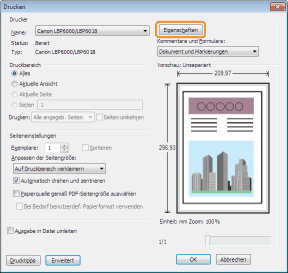 Drucken
Drucker
Name: Canon LBP6000/LBP6018 Eigenschaften
Status: Bereit Kommentare und Formulare:
Typ: Canon LBP6000/LBP6018 Dokument und Markierungen
Druckbereich Vorschau: Unsepariert
Alles 209,97
Aktuelle Ansicht
Aktuelle Seite
Seiten 1
Drucken: Alle angegeb. Seiten Seiten umkehren
Seiteneinstellungen
Exemplare: 1 Sortieren
296,93
Anpassen der Seitengröße:
Auf Druckbereich verkleinern
Automatisch drehen und zentrieren
Papierquelle gemäß PDF-Seitengröße auswählen
Bei Bedarf benutzerdef. Papierformat verwenden
Einheit: mm Zoom: 100%
Ausgabe in Datei umleiten
1/1
Drucktipps Erweitert OK Abbrechen